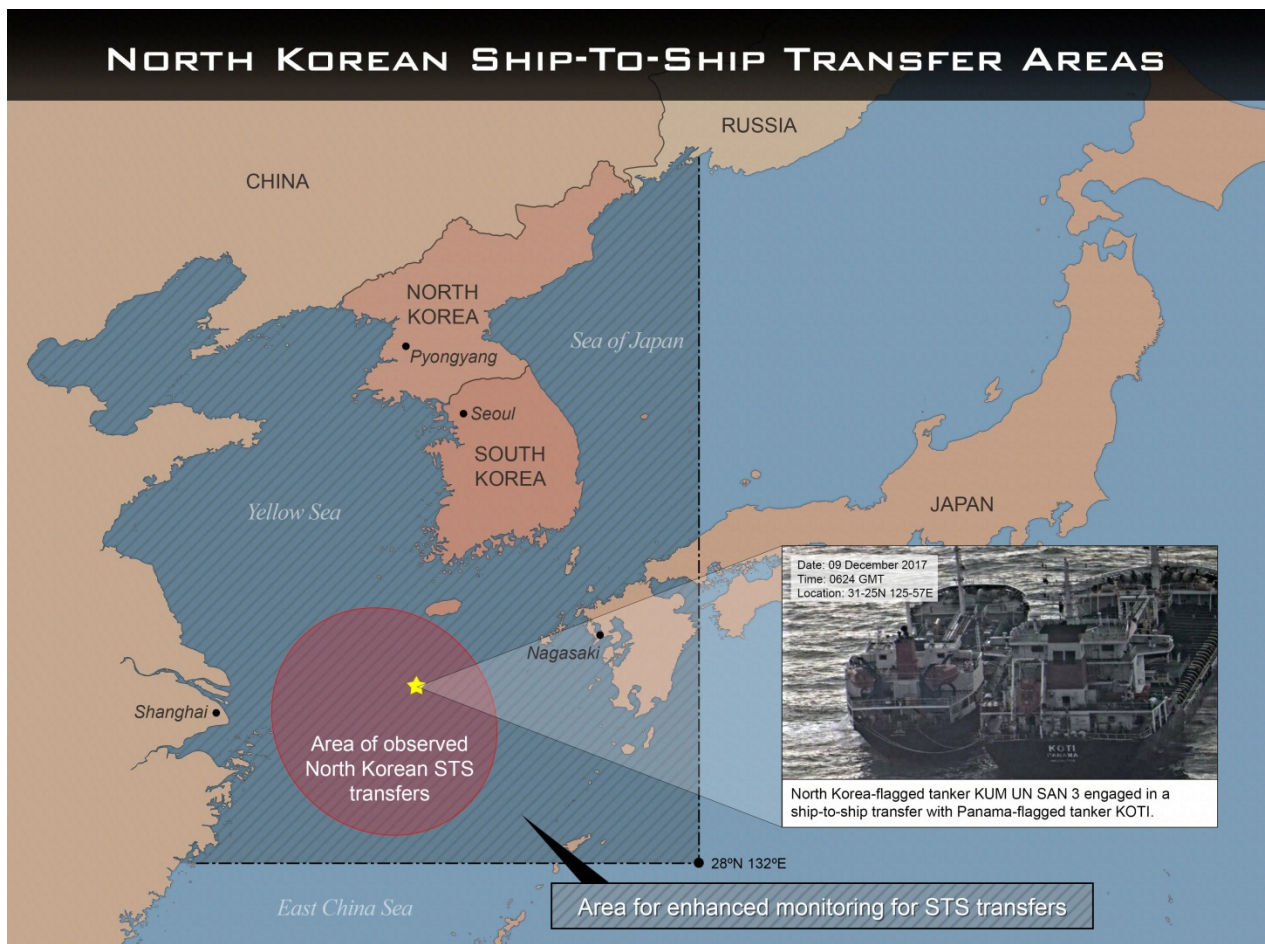 NORTH KOREAN SHIP-TO-SHIP TRANSFER AREAS
RUSSIA
CHINA
NORTH
KOREA
Sea of Japan
Pyongyang
Seoul
SOUTH
KOREA
Yellow Sea
JAPAN
Date: 09 December 2017
Time: 0624 GMT
Location: 31-25N 125-57E
Nagasaki
Shanghai
KOTI
PANAMA
Area of observed
North Korean STS
transfers
North Korea-flagged tanker KUM UN SAN 3 engaged in a
ship-to-ship transfer with Panama-flagged tanker KOTI.
28ºN 132ºE
East China Sea
Area for enhanced monitoring for STS transfers